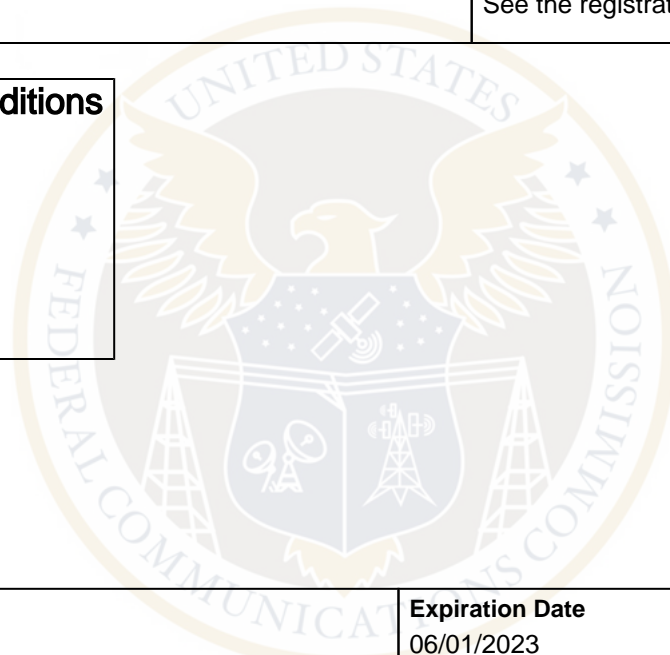 See the registrat
ditions
UNITED STATES
FEDERAL COMMUNICATIONS COMMISSION
Expiration Date
06/01/2023